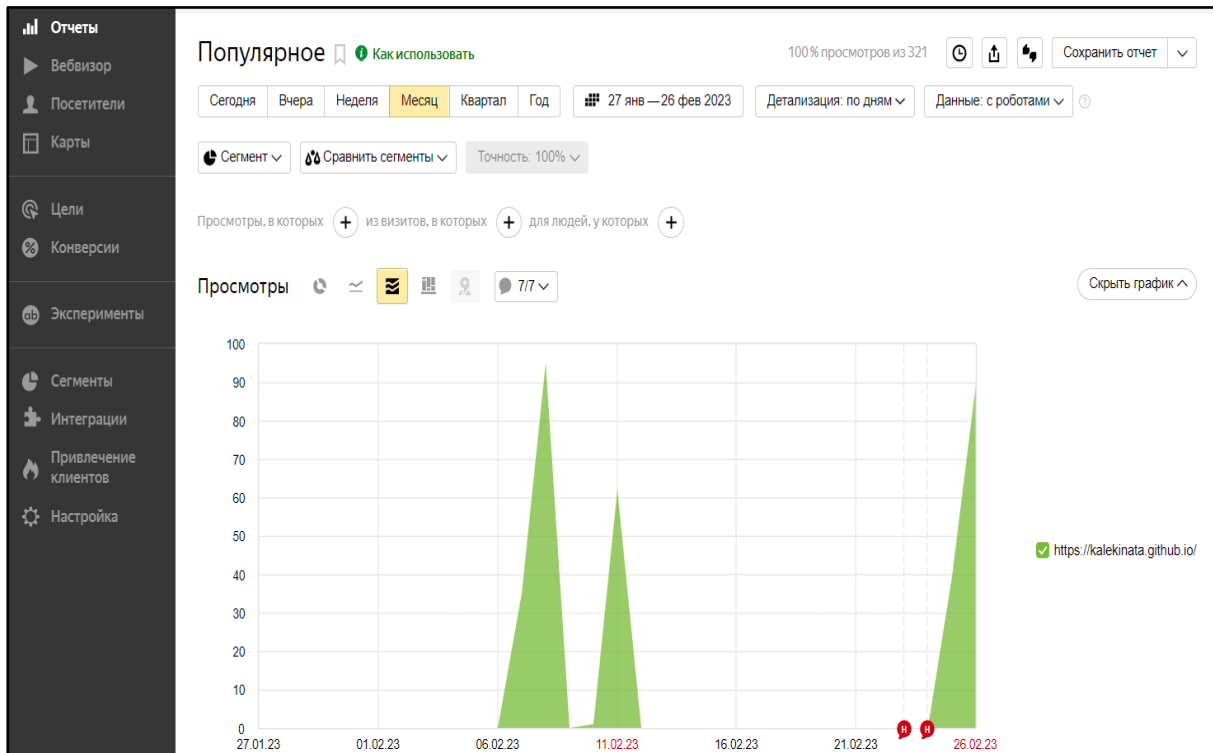 Отчеты
Вебвизор
Посетители
Карты
Цели
Конверсии
ab Эксперименты
Сегменты
Интеграции
Привлечение
клиентов
Настройка
Популярное i Как использовать 100 % просмотров из 321 Сохранить отчет
Сегодня Вчера Неделя Месяц Квартал Год 27 янв — 26 фев 2023 Детализация: по дням Данные: с роботами ?
Сегмент Сравнить сегменты Точность: 100%
Просмотры, в которых + из визитов, в которых + для людей, у которых +
Просмотры 7/7 Скрыть график
100
90
80
70
60
50
https://kalekinata.github.io/
40
30
20
10
0
Н Н
27.01.23 01.02.23 06.02.23 11.02.23 16.02.23 21.02.23 26.02.23